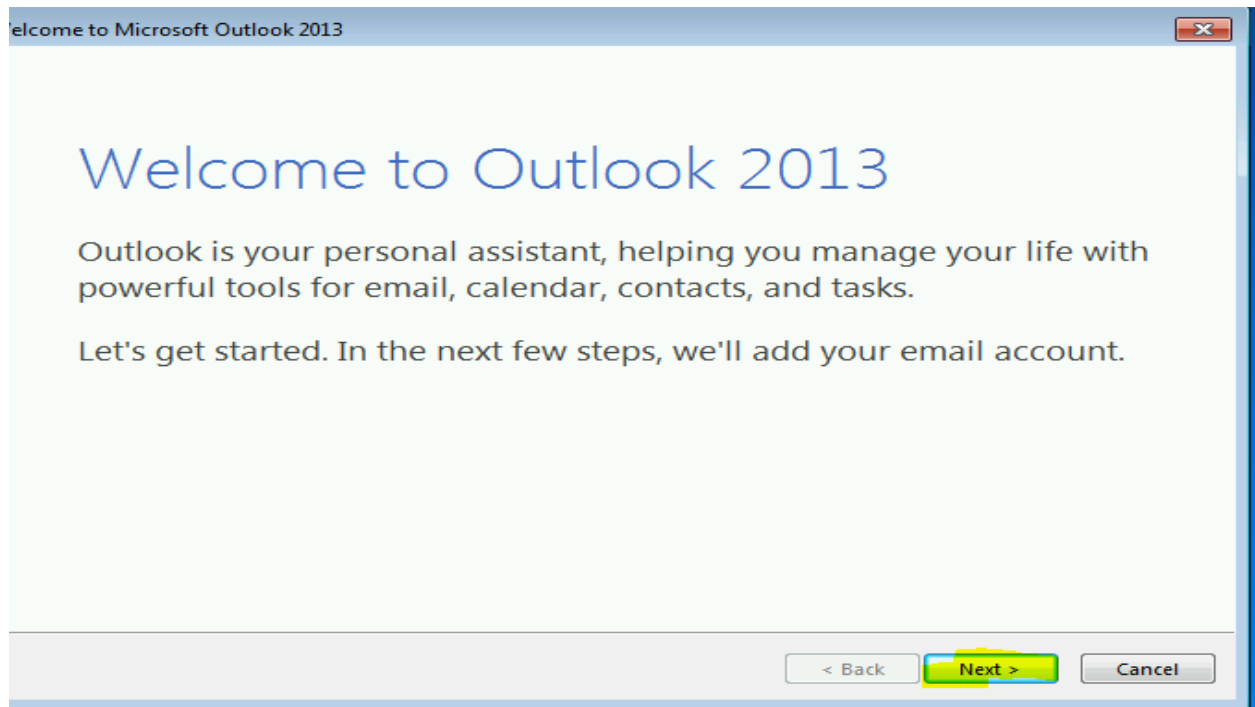 elcome to Microsoft Outlook 2013
Welcome to Outlook 2013
Outlook is your personal assistant, helping you manage your life with
powerful tools for email, calendar, contacts, and tasks.
Let's get started. In the next few steps, we'll add your email account.
< Back Next > Cancel